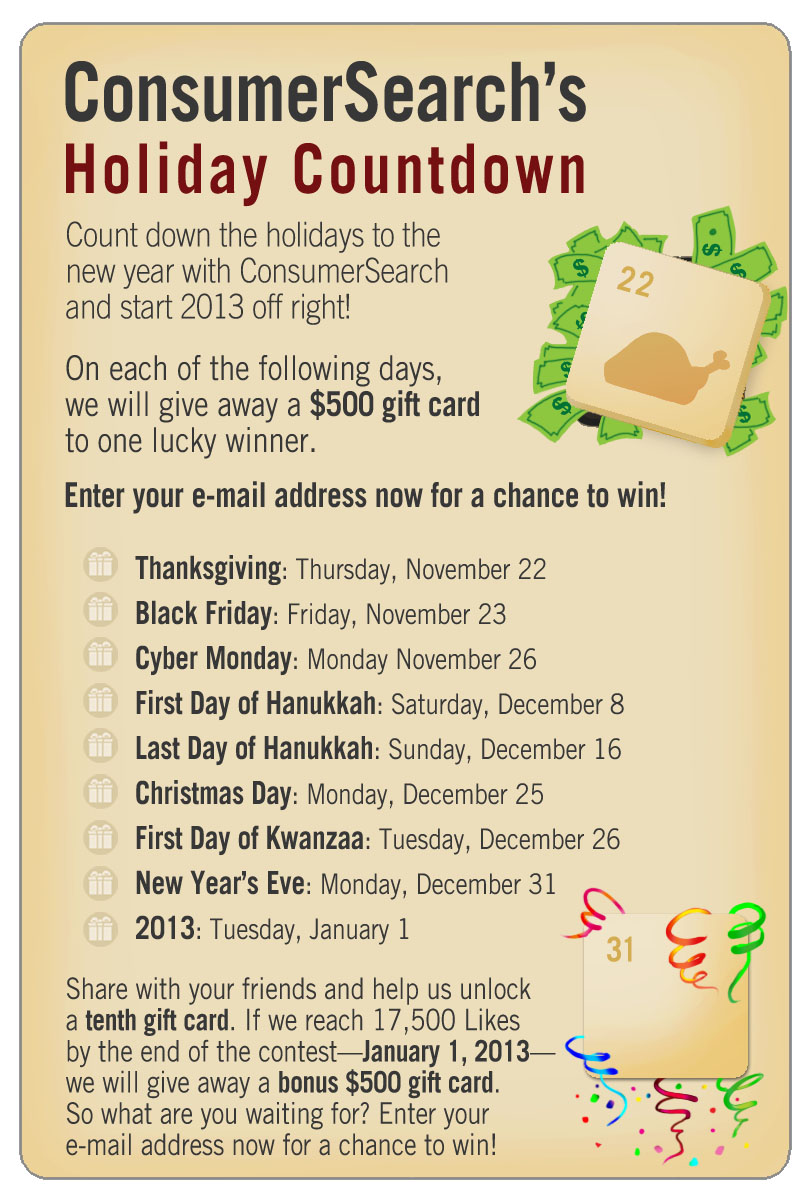 ConsumerSearch's
Holiday Countdown
Count down the holidays to the
new year with ConsumerSearch
and start 2013 off right!
$
$
$
$
$
$
$
22
On each of the following days,
we will give away a $500 gift card
to one lucky winner.
Enter your e-mail address now for a chance to win!
Thanksgiving: Thursday, November 22
Black Friday: Friday, November 23
Cyber Monday: Monday November 26
First Day of Hanukkah: Saturday, December 8
Last Day of Hanukkah: Sunday, December 16
Christmas Day: Monday, December 25
First Day of Kwanzaa: Tuesday, December 26
New Year's Eve: Monday, December 31
2013: Tuesday, January 1
31
Share with your friends and help us unlock
a tenth gift card. If we reach 17,500 Likes
by the end of the contest—January 1, 2013—
we will give away a bonus $500 gift card.
So what are you waiting for? Enter your
e-mail address now for a chance to win!